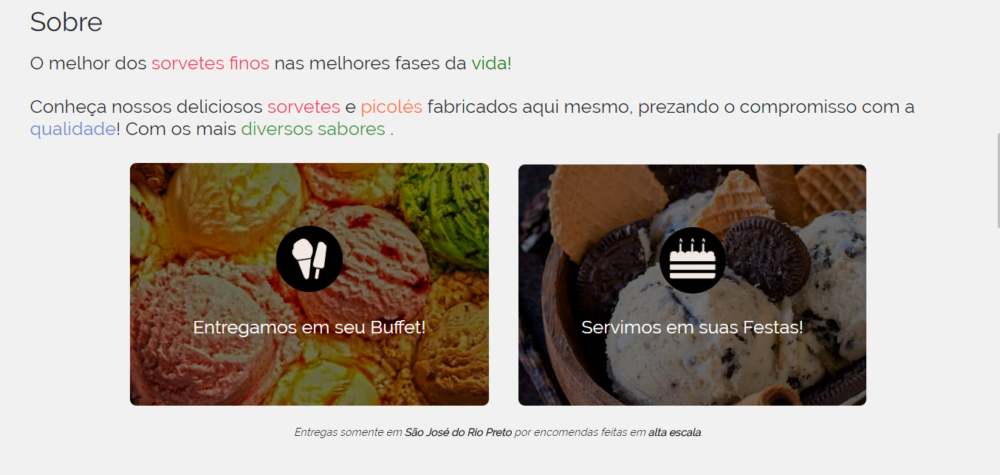 Sobre
O melhor dos sorvetes finos nas melhores fases da vida!
Conheça nossos deliciosos sorvetes e picolés fabricados aqui mesmo, prezando o compromisso com a
qualidade! Com os mais diversos sabores .
Entregamos em seu Buffet!
Servimos em suas Festas!
Entregas somente em São José do Rio Preto por encomendas feitas em alta escala.